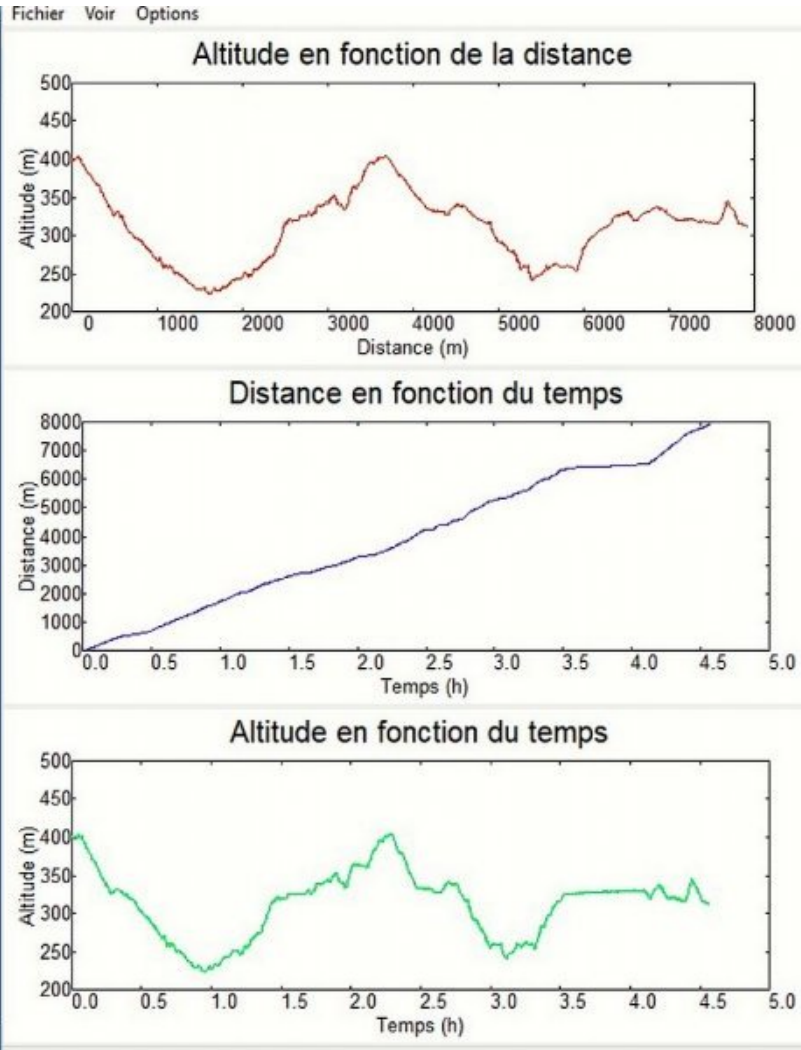 Fichier Voir Options
Altitude en fonction de la distance
500
450
400
350
300
250
200
Altitude (m)
0 1000 2000 3000 4000 5000 6000 7000 8000
Distance (m)
Distance en fonction du temps
8000
7000
6000
5000
4000
3000
2000
1000
0
Distance (m)
0.0 0.5 1.0 1.5 2.0 2.5 3.0 3.5 4.0 4.5 5.0
Temps (h)
Altitude en fonction du temps
500
450
400
350
300
250
200
Altitude (m)
0.0 0.5 1.0 1.5 2.0 2.5 3.0 3.5 4.0 4.5 5.0
Temps (h)